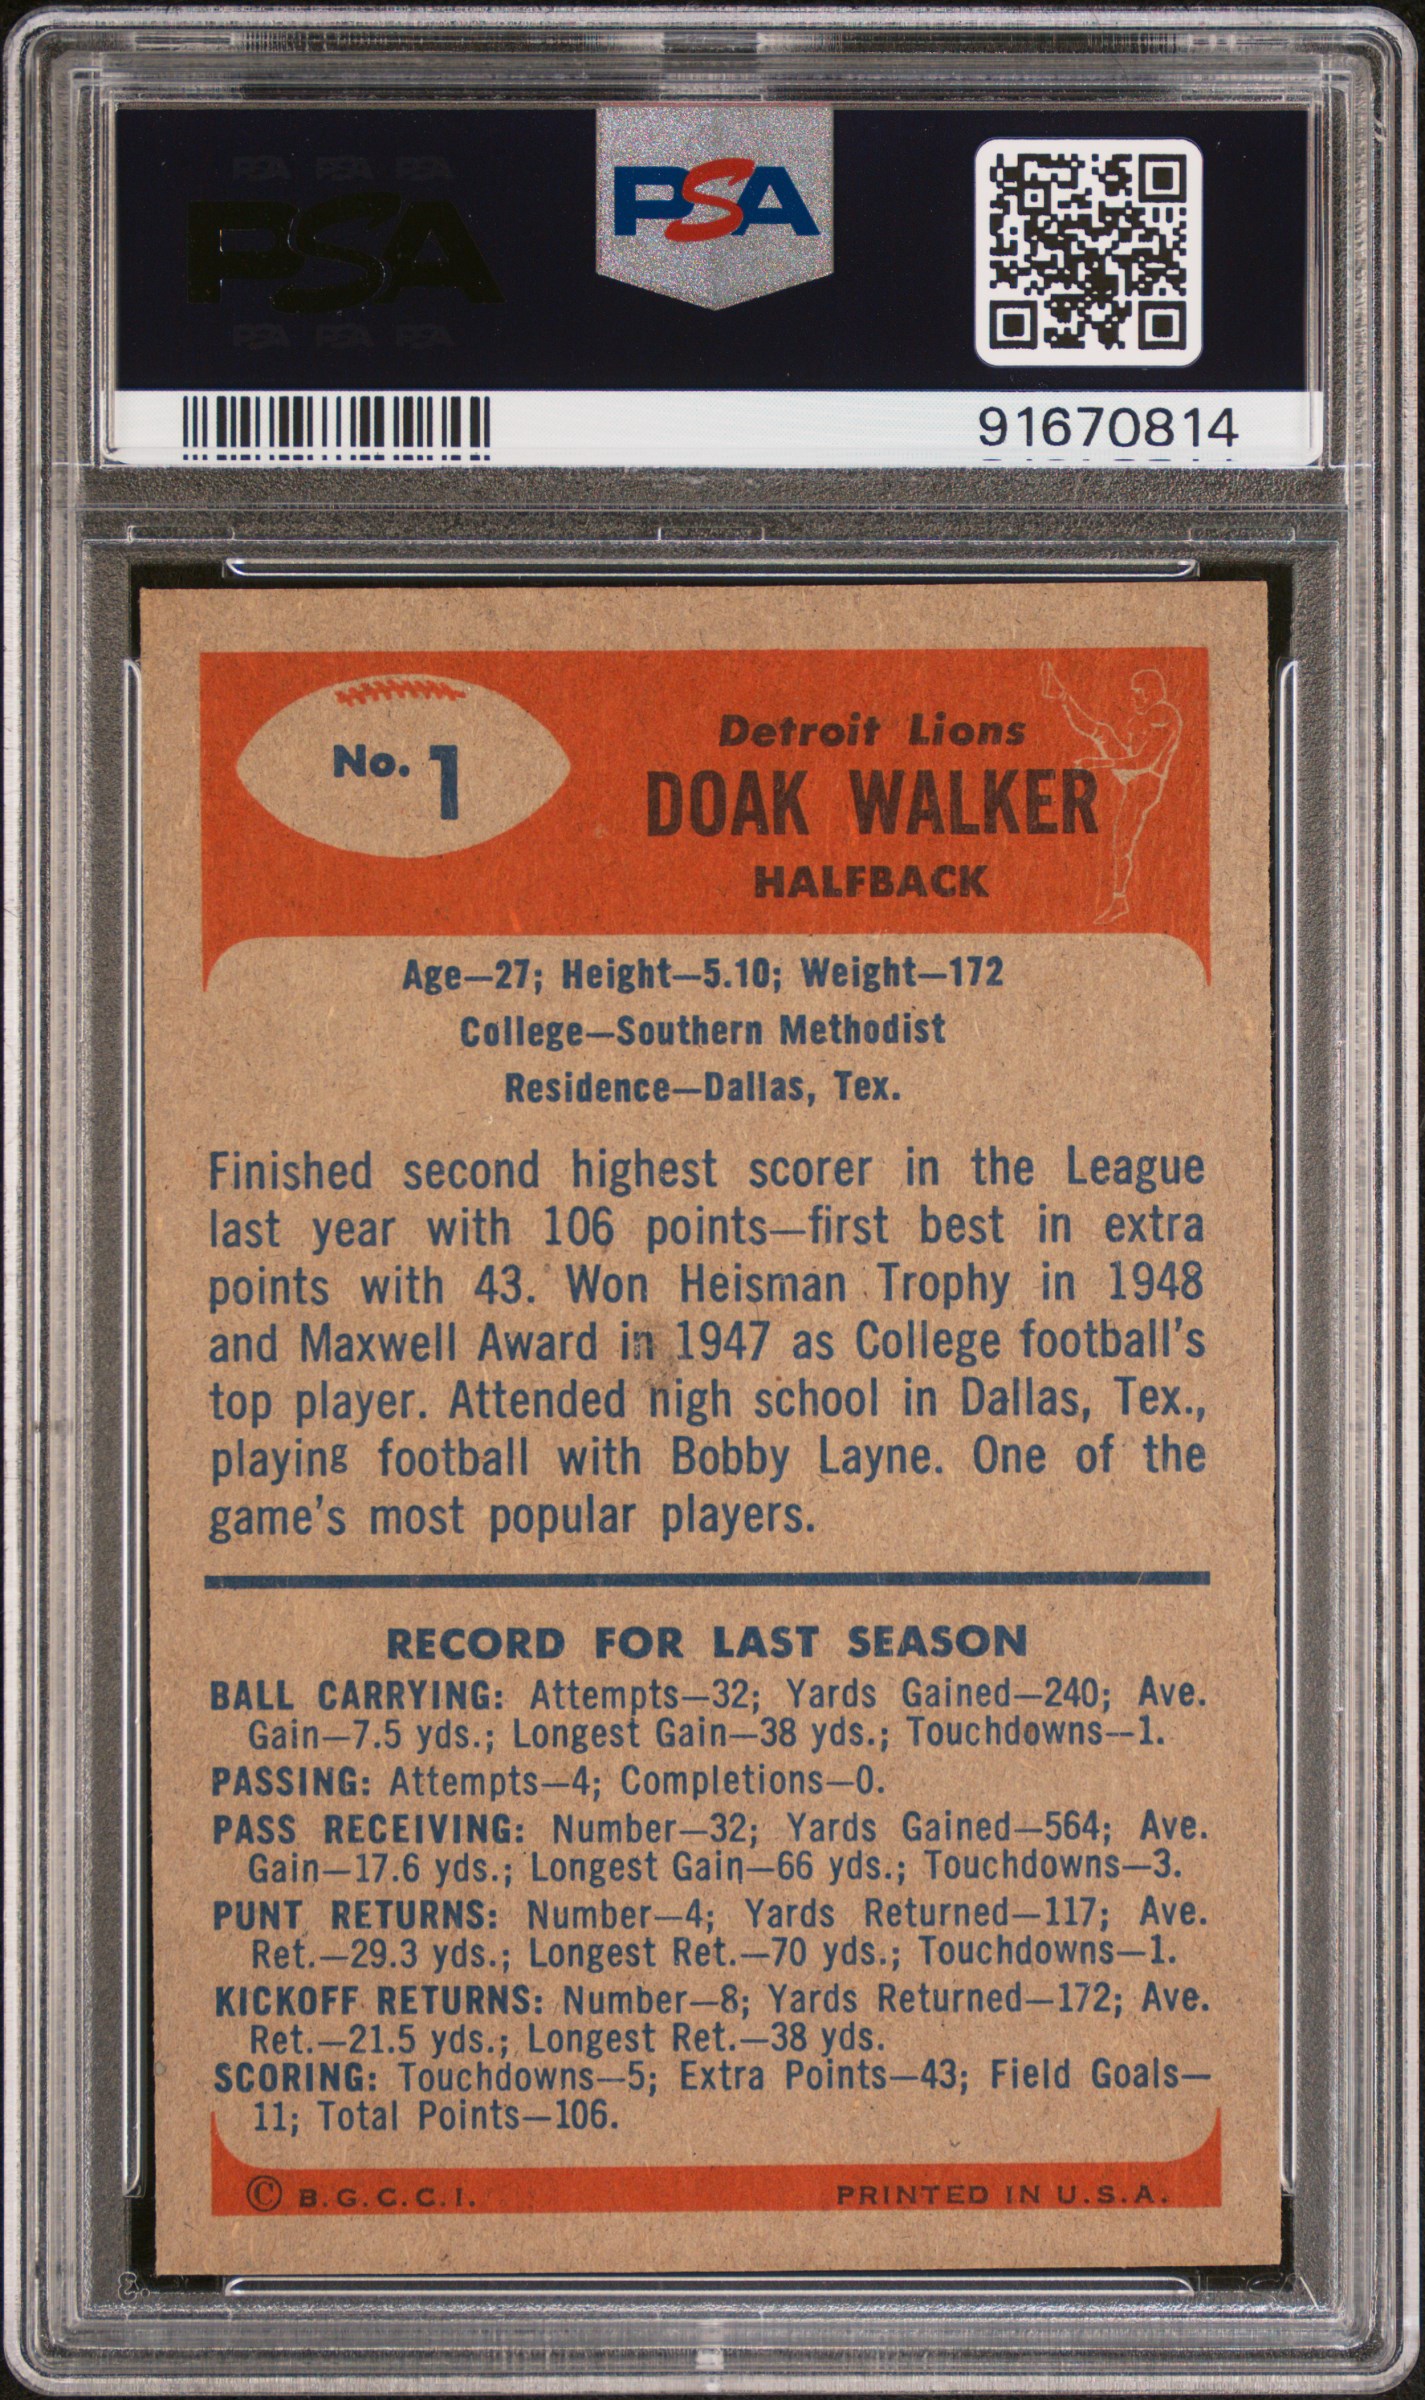 PSA PSA PSA
PSA
PSA PSA PSA
PSA
91670814
No. 1
Detroit Lions
DOAK WALKER
HALFBACK
Age—27; Height—5.10; Weight—172
College—Southern Methodist
Residence—Dallas, Tex.
Finished second highest scorer in the League
last year with 106 points—first best in extra
points with 43. Won Heisman Trophy in 1948
and Maxwell Award in 1947 as College football's
top player. Attended high school in Dallas, Tex.,
playing football with Bobby Layne. One of the
game's most popular players.
RECORD FOR LAST SEASON
BALL CARRYING: Attempts—32; Yards Gained—240; Ave.
Gain—7.5 yds.; Longest Gain—38 yds.; Touchdowns—1.
PASSING: Attempts—4; Completions—0.
PASS RECEIVING: Number—32; Yards Gained—564; Ave.
Gain—17.6 yds.; Longest Gain—66 yds.; Touchdowns—3.
PUNT RETURNS: Number—4; Yards Returned—117; Ave.
Ret.—29.3 yds.; Longest Ret.—70 yds.; Touchdowns—1.
KICKOFF RETURNS: Number—8; Yards Returned—172; Ave.
Ret.—21.5 yds.; Longest Ret.—38 yds.
SCORING: Touchdowns—5; Extra Points—43; Field Goals—
11; Total Points—106.
© B.G.C.C.I.
PRINTED IN U.S.A.